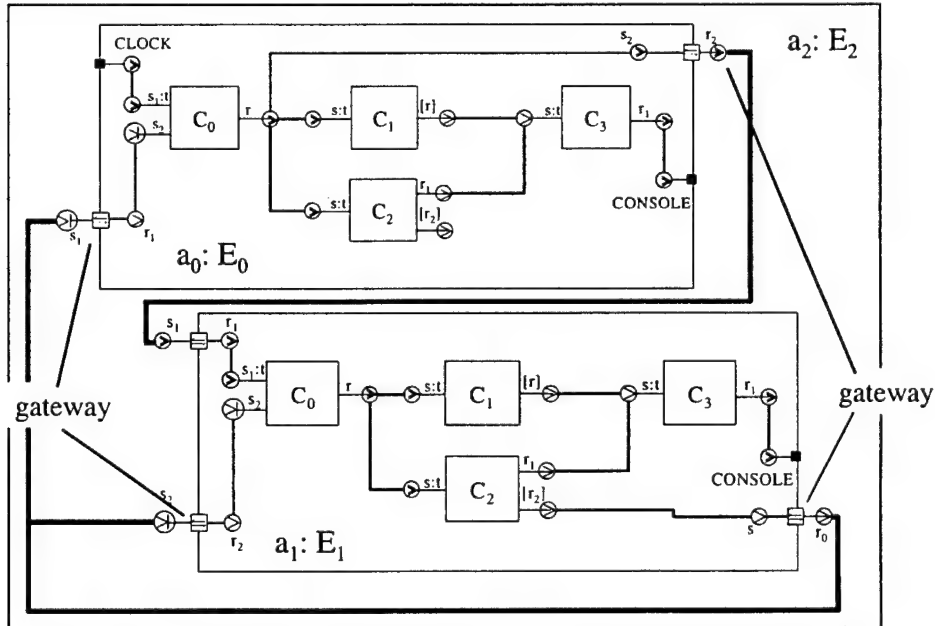 a₂: E₂
CLOCK
s₁:t
s₂
C₀
r
s:t
C₁
[r]
s:t
C₃
r₁
s₂
r₂
s:t
C₂
r₁
[r₂]
CONSOLE
s₁
r₁
a₀: E₀
s₁
r₁
s₁:t
s₂
C₀
r
s:t
C₁
[r]
s:t
C₃
r₁
gateway
gateway
s:t
C₂
r₁
[r₂]
CONSOLE
s₂
r₂
a₁: E₁
s
r₀